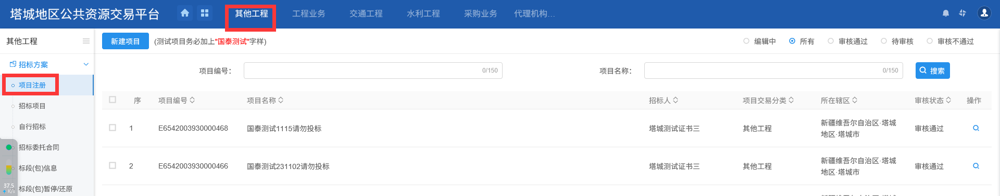 塔城地区公共资源交易平台 其他工程 工程业务 交通工程 水利工程 采购业务 代理机构...
其他工程
新建项目 (测试项目务必加上"国泰测试"字样) 编辑中 所有 审核通过 待审核 审核不通过
招标方案
项目注册
招标项目
自行招标
招标委托合同
标段(包)信息
标段(包)暂停/还原
37.5
K/s
项目编号： 0/150 项目名称： 0/150 搜索
序 项目编号 项目名称 招标人 项目交易分类 所在辖区 审核状态 操作
1 E6542003930000468 国泰测试1115请勿投标 塔城测试证书三 其他工程 新疆维吾尔自治区·塔城
地区·塔城市 审核通过
2 E6542003930000466 国泰测试231102请勿投标 塔城测试证书三 其他工程 新疆维吾尔自治区·塔城
地区·塔城市 审核通过